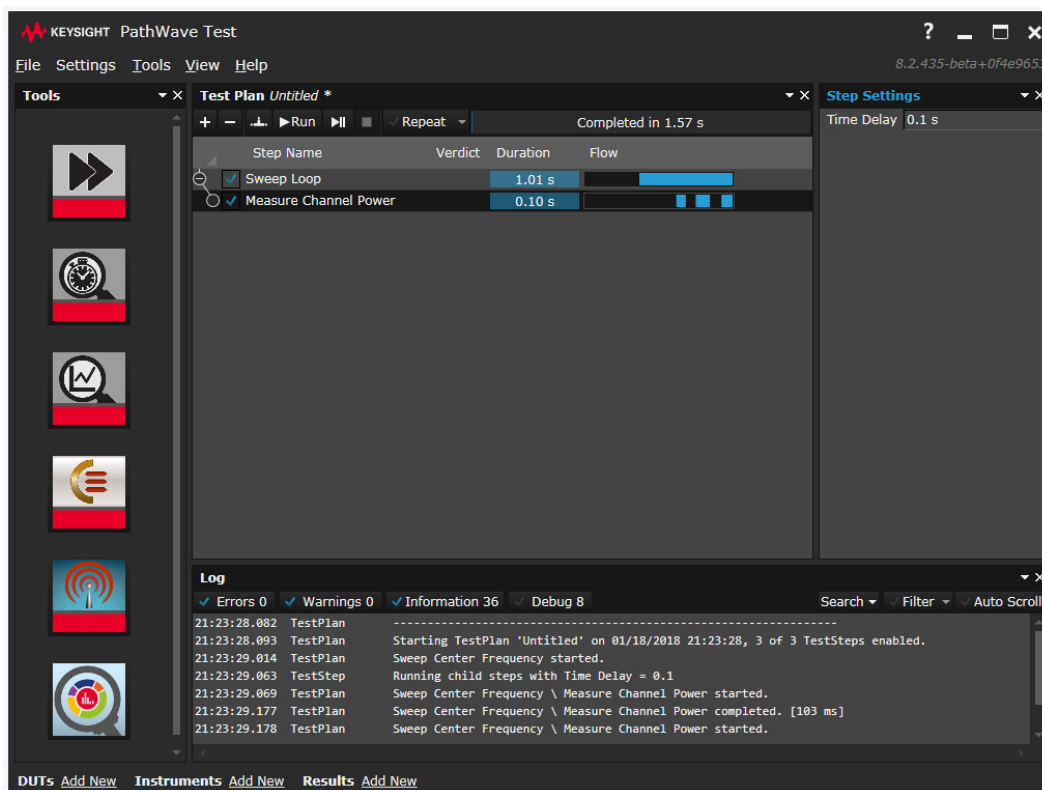 KEYSIGHT PathWave Test
?
File Settings Tools View Help
8.2.435-beta+0f4e9653
Tools
Test Plan Untitled *
Step Settings
Run
Repeat
Completed in 1.57 s
Time Delay 0.1 s
Step Name Verdict Duration Flow
Sweep Loop 1.01 s
Measure Channel Power 0.10 s
Log
Errors 0 Warnings 0 Information 36 Debug 8 Search Filter Auto Scroll
21:23:28.082 TestPlan ----------------------------------------------------------------
21:23:28.093 TestPlan Starting TestPlan 'Untitled' on 01/18/2018 21:23:28, 3 of 3 TestSteps enabled.
21:23:29.014 TestPlan Sweep Center Frequency started.
21:23:29.063 TestStep Running child steps with Time Delay = 0.1
21:23:29.069 TestPlan Sweep Center Frequency \ Measure Channel Power started.
21:23:29.177 TestPlan Sweep Center Frequency \ Measure Channel Power completed. [103 ms]
21:23:29.178 TestPlan Sweep Center Frequency \ Measure Channel Power started.
DUTs Add New Instruments Add New Results Add New